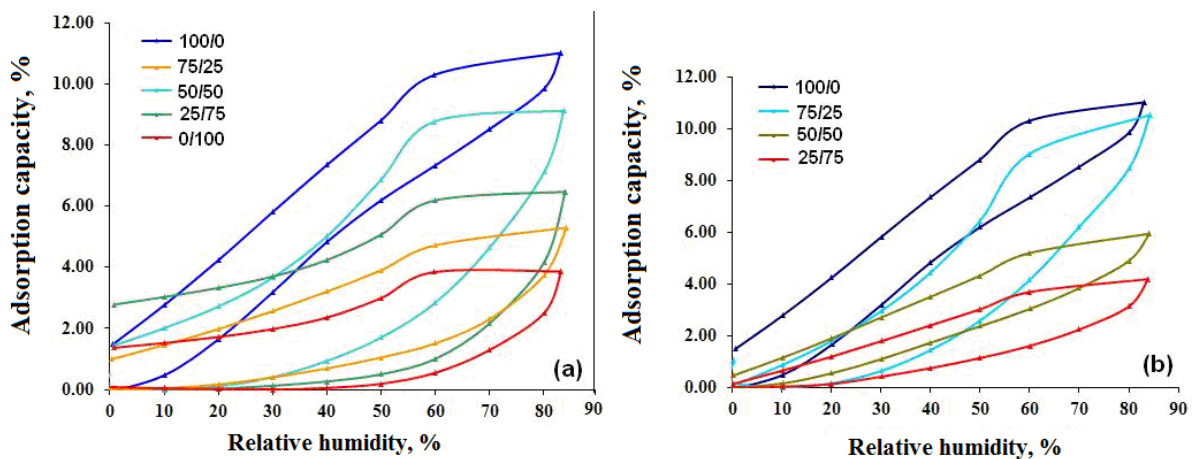 12.00
10.00
8.00
6.00
4.00
2.00
0.00
Adsorption capacity, %
100/0
75/25
50/50
25/75
0/100
(a)
0 10 20 30 40 50 60 70 80 90
Relative humidity, %
12.00
10.00
8.00
6.00
4.00
2.00
0.00
Adsorption capacity, %
100/0
75/25
50/50
25/75
(b)
0 10 20 30 40 50 60 70 80 90
Relative humidity, %